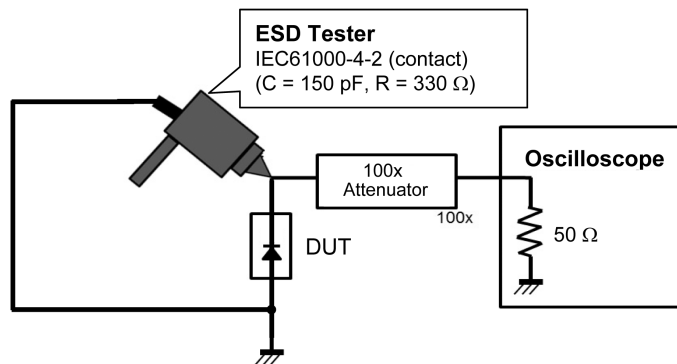 ESD Tester
IEC61000-4-2 (contact)
(C = 150 pF, R = 330 Ω)
100x
Attenuator
100x
Oscilloscope
50 Ω
DUT